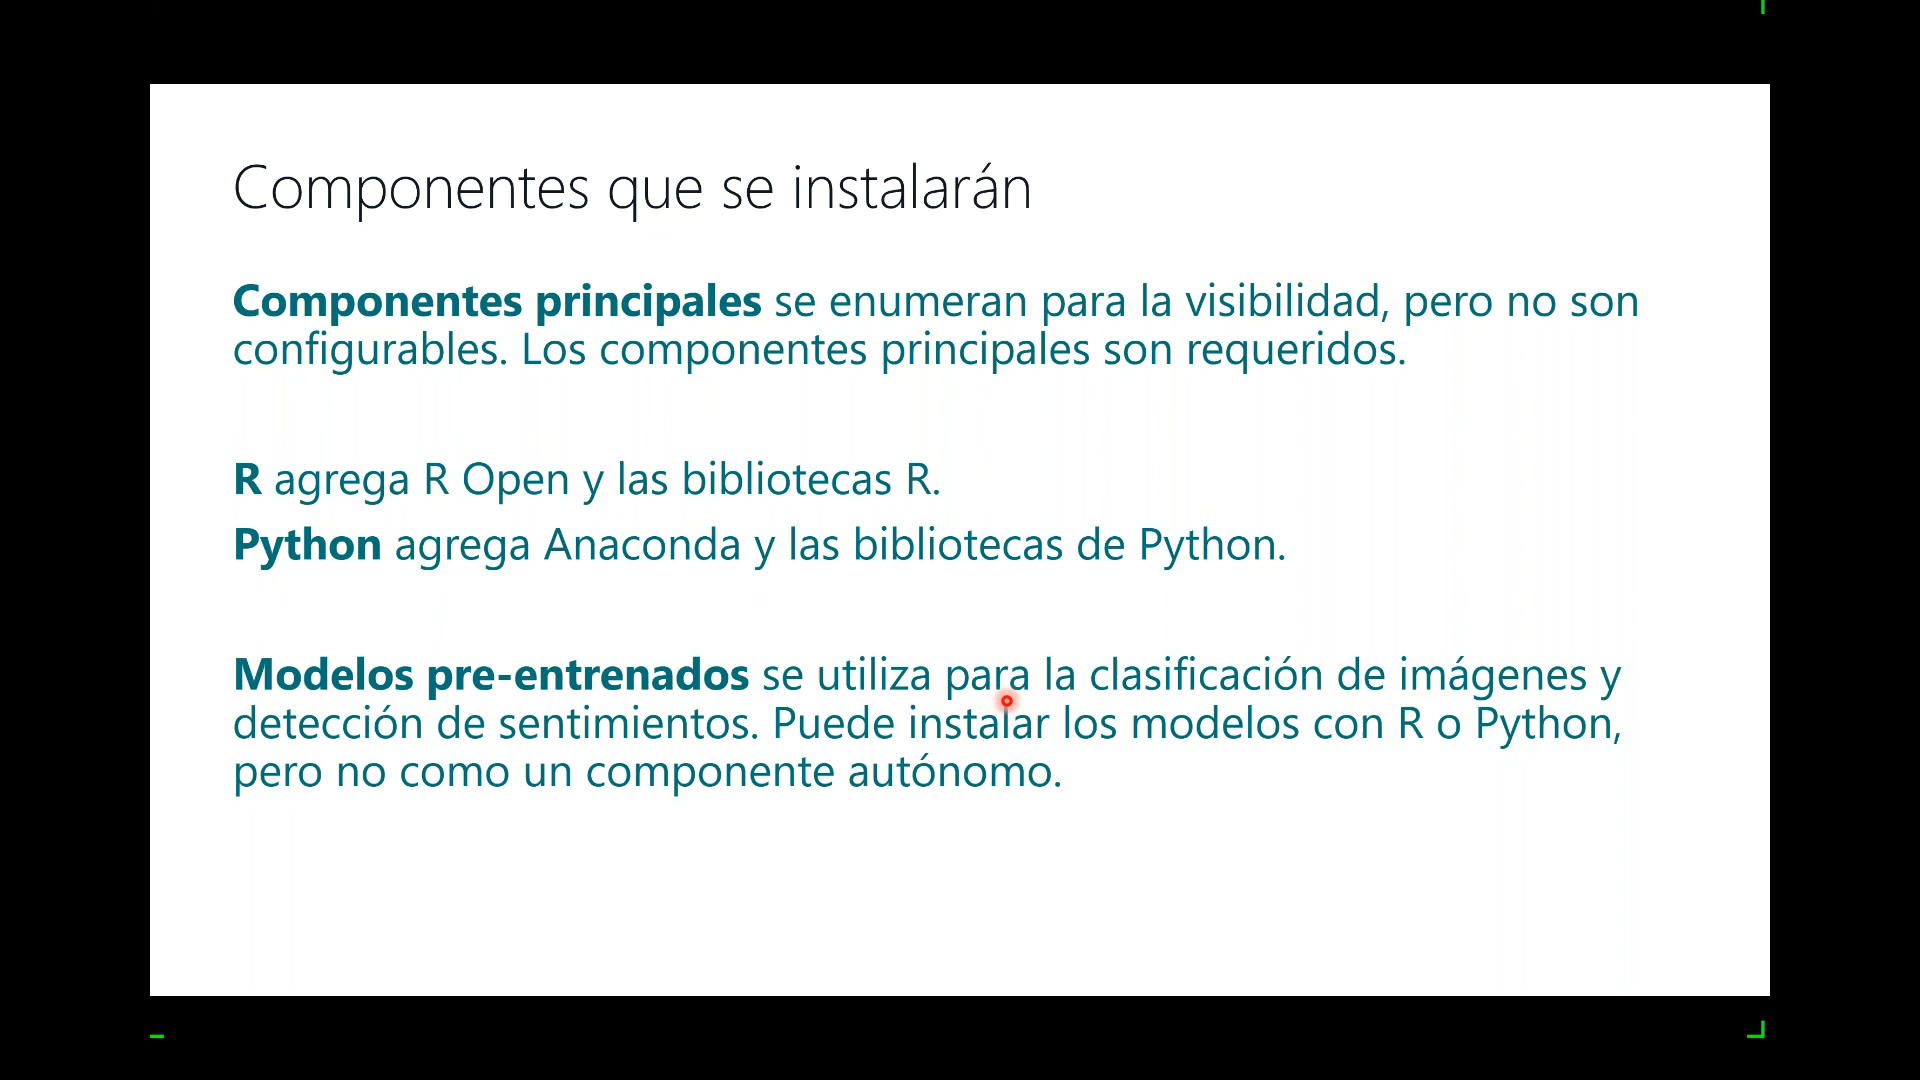 Componentes que se instalarán
Componentes principales se enumeran para la visibilidad, pero no son
configurables. Los componentes principales son requeridos.
R agrega R Open y las bibliotecas R.
Python agrega Anaconda y las bibliotecas de Python.
Modelos pre-entrenados se utiliza para la clasificación de imágenes y
detección de sentimientos. Puede instalar los modelos con R o Python,
pero no como un componente autónomo.